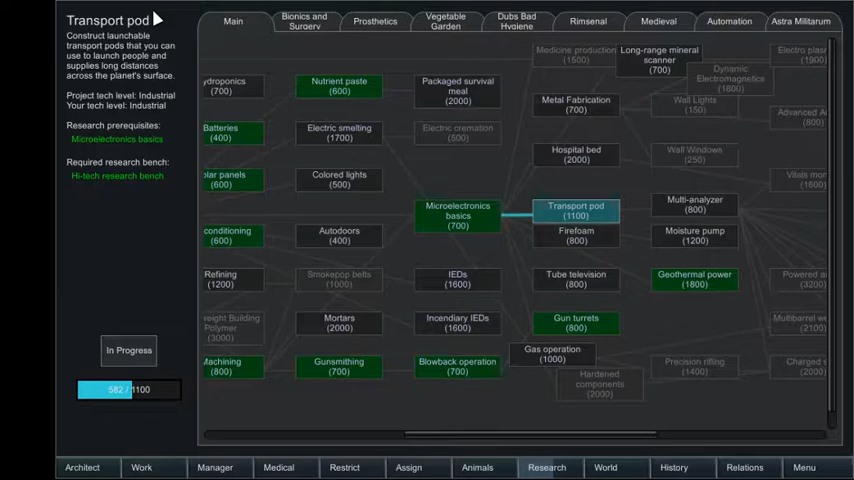 Transport pod
Construct launchable
transport pods that you can
use to launch people and
supplies long distances
across the planet's surface.
Project tech level: Industrial
Your tech level: Industrial
Research prerequisites:
Microelectronics basics
Required research bench:
Hi-tech research bench
In Progress
582 / 1100
Main
Bionics and
Surgery
Prosthetics
Vegetable
Garden
Dubs Bad
Hygiene
Rimsenal
Medieval
Automation
Astra Militarum
ydroponics
(700)
Batteries
(400)
olar panels
(600)
conditioning
(600)
Refining
(1200)
eight Building
Polymer
(3000)
Machining
(800)
Nutrient paste
(600)
Electric smelting
(1700)
Colored lights
(500)
Autodoors
(400)
Smokepop belts
(1000)
Mortars
(2000)
Gunsmithing
(700)
Packaged survival
meal
(2000)
Electric cremation
(500)
Microelectronics
basics
(700)
IEDs
(1600)
Incendiary IEDs
(1600)
Blowback operation
(700)
Medicine production
(1500)
Metal Fabrication
(700)
Hospital bed
(2000)
Transport pod
(1100)
Firefoam
(800)
Tube television
(800)
Gun turrets
(800)
Gas operation
(1000)
Hardened
components
(2000)
Long-range mineral
scanner
(700)
Dynamic
Electromagnetics
(1800)
Wall Lights
(150)
Wall Windows
(250)
Multi-analyzer
(800)
Moisture pump
(1200)
Geothermal power
(1800)
Precision rifling
(1400)
Electro plas
(1900)
Advanced A
(800)
Vitals mon
(1600)
Powered a
(3200)
Multibarrel we
(2100)
Charged s
(2000)
Architect
Work
Manager
Medical
Restrict
Assign
Animals
Research
World
History
Relations
Menu